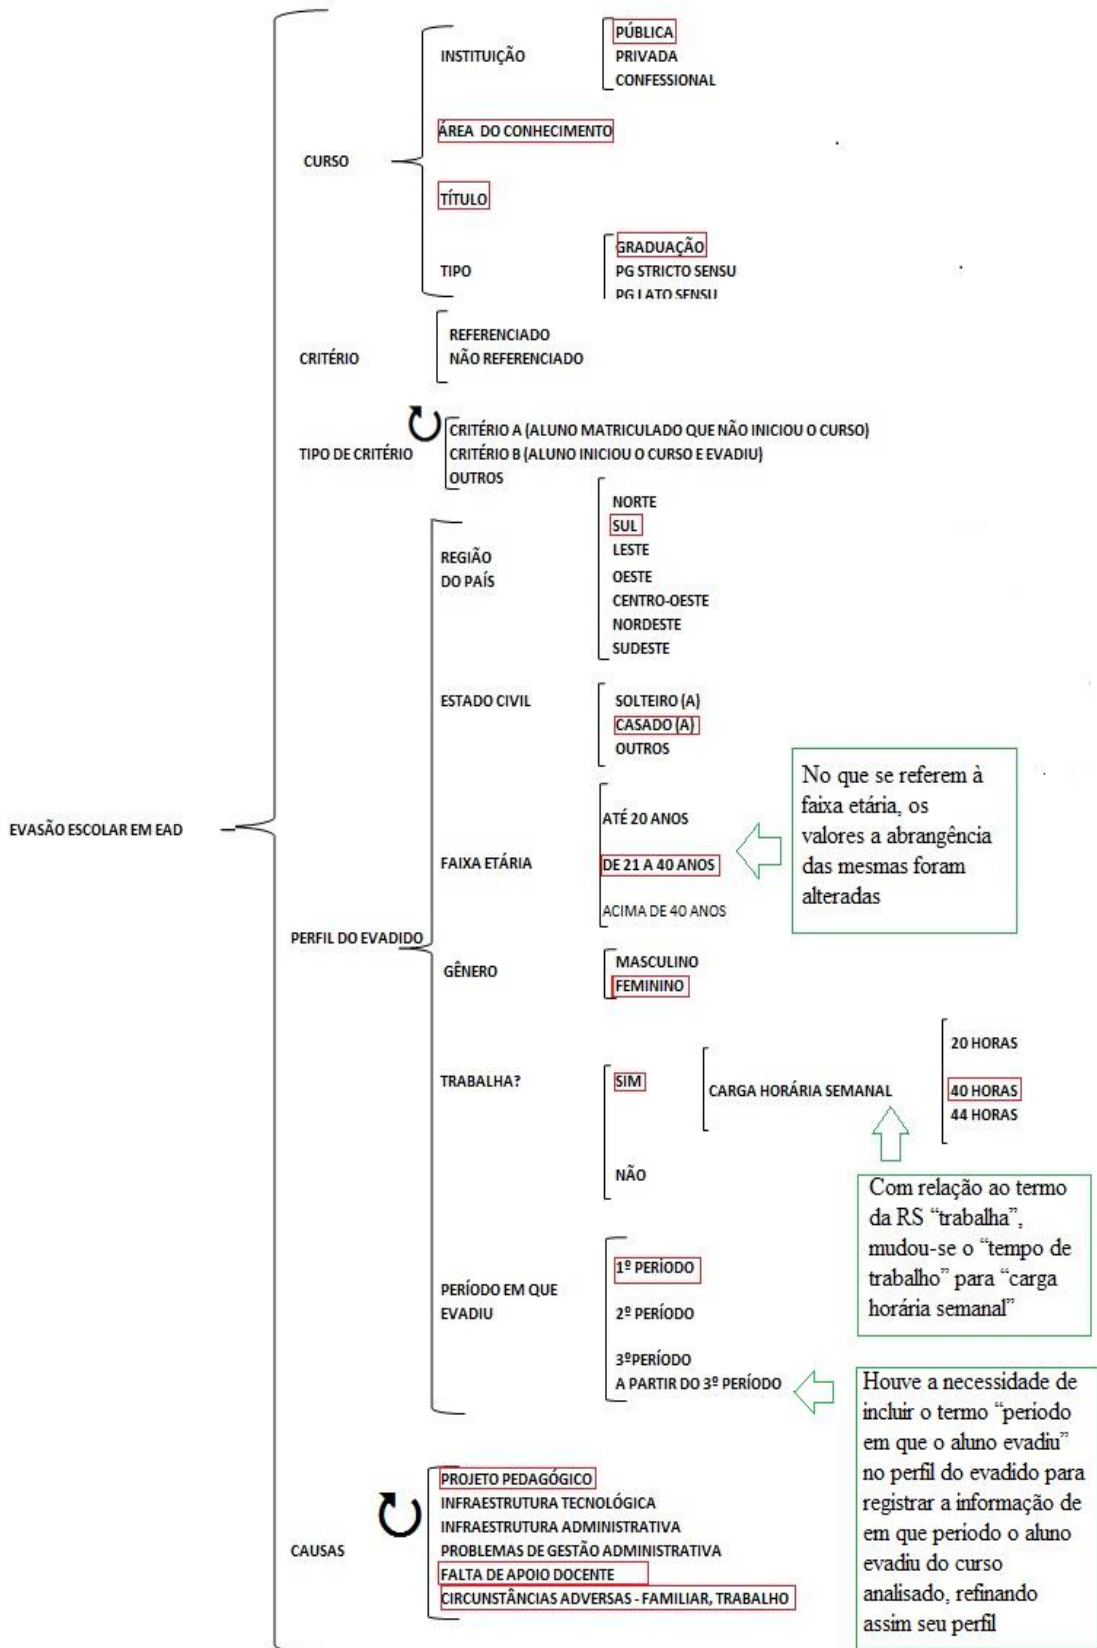 PÚBLICA
INSTITUIÇÃO
PRIVADA
CONFESSIONAL
ÁREA DO CONHECIMENTO
CURSO
TÍTULO
GRADUAÇÃO
TIPO
PG STRICTO SENSU
PG LATO SENSU
REFERENCIADO
CRITÉRIO
NÃO REFERENCIADO
CRITÉRIO A (ALUNO MATRICULADO QUE NÃO INICIOU O CURSO)
TIPO DE CRITÉRIO
CRITÉRIO B (ALUNO INICIOU O CURSO E EVADIU)
OUTROS
NORTE
SUL
REGIÃO
DO PAÍS
LESTE
OESTE
CENTRO-OESTE
NORDESTE
SUDESTE
ESTADO CIVIL
SOLTEIRO (A)
CASADO (A)
OUTROS
EVASÃO ESCOLAR EM EAD
ATÉ 20 ANOS
FAIXA ETÁRIA
DE 21 A 40 ANOS
ACIMA DE 40 ANOS
No que se referem à
faixa etária, os
valores a abrangência
das mesmas foram
alteradas
PERFIL DO EVADIDO
GÊNERO
MASCULINO
FEMININO
TRABALHA?
SIM
CARGA HORÁRIA SEMANAL
20 HORAS
40 HORAS
44 HORAS
NÃO
Com relação ao termo
da RS “trabalha”,
mudou-se o “tempo de
trabalho” para “carga
horária semanal”
PERÍODO EM QUE
EVADIU
1º PERÍODO
2º PERÍODO
3ºPERÍODO
A PARTIR DO 3º PERÍODO
Houve a necessidade de
incluir o termo “periodo
em que o aluno evadiu”
no perfil do evadido para
registrar a informação de
em que periodo o aluno
evadiu do curso
analisado, refinando
assim seu perfil
CAUSAS
PROJETO PEDAGÓGICO
INFRAESTRUTURA TECNOLÓGICA
INFRAESTRUTURA ADMINISTRATIVA
PROBLEMAS DE GESTÃO ADMINISTRATIVA
FALTA DE APOIO DOCENTE
CIRCUNSTÂNCIAS ADVERSAS - FAMILIAR, TRABALHO